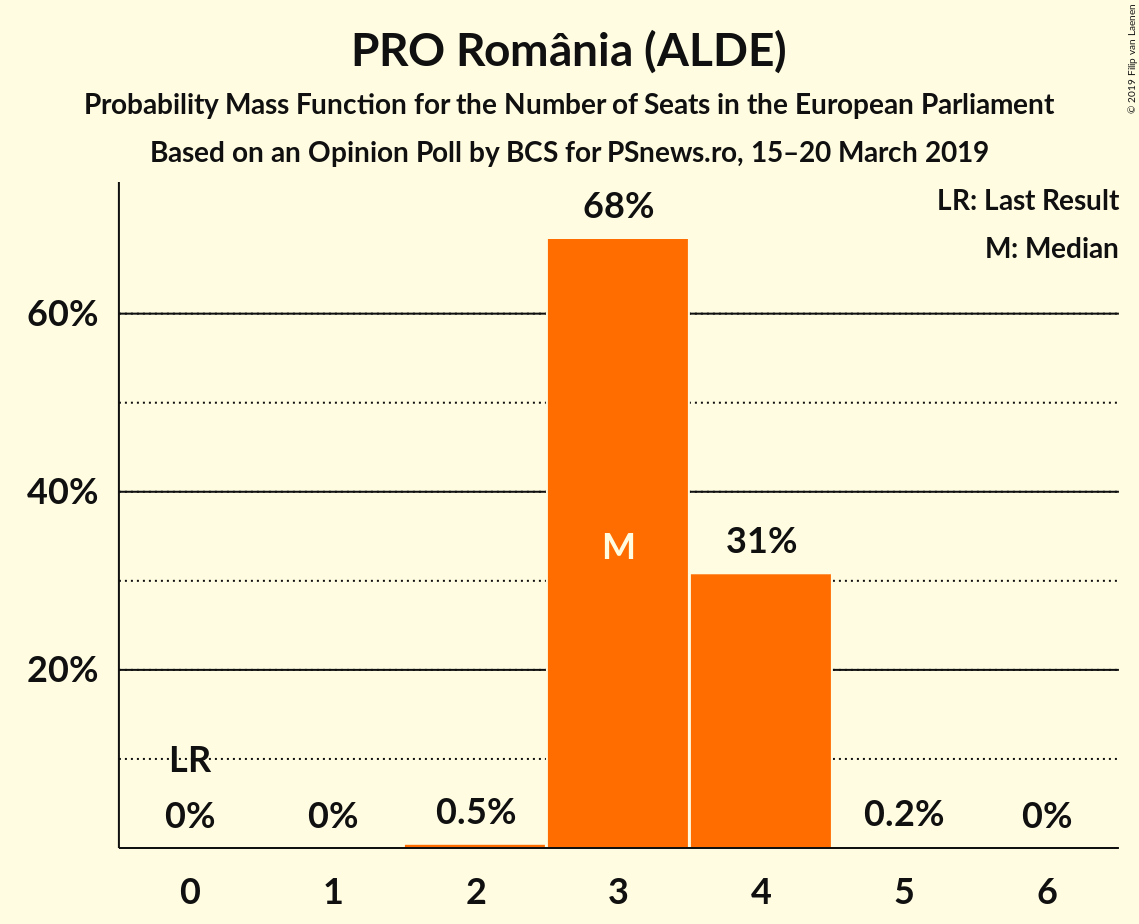 PRO România (ALDE)
Probability Mass Function for the Number of Seats in the European Parliament
Based on an Opinion Poll by BCS for PSnews.ro, 15–20 March 2019
© 2019 Filip van Laenen
LR: Last Result
M: Median
68%
60%
40%
M
31%
20%
LR
0%
0%
0.5%
0.2%
0%
0
1
2
3
4
5
6